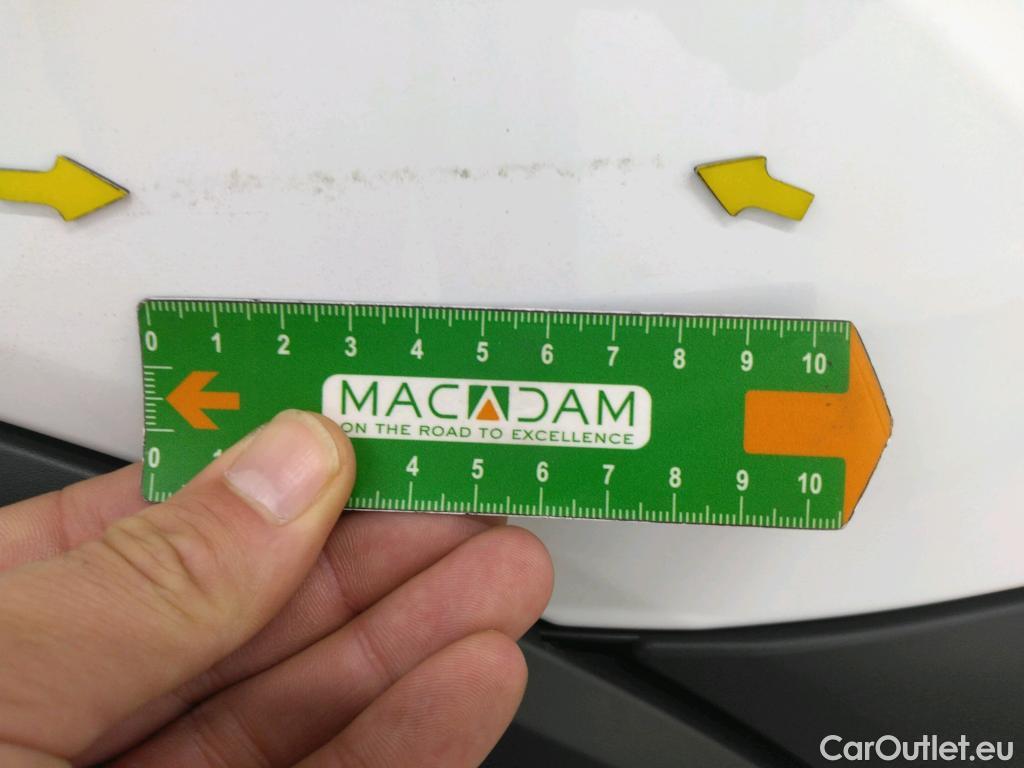 0 1 2 3 4 5 6 7 8 9 10
MACADAM
ON THE ROAD TO EXCELLENCE
0 1 4 5 6 7 8 9 10
CarOutlet.eu